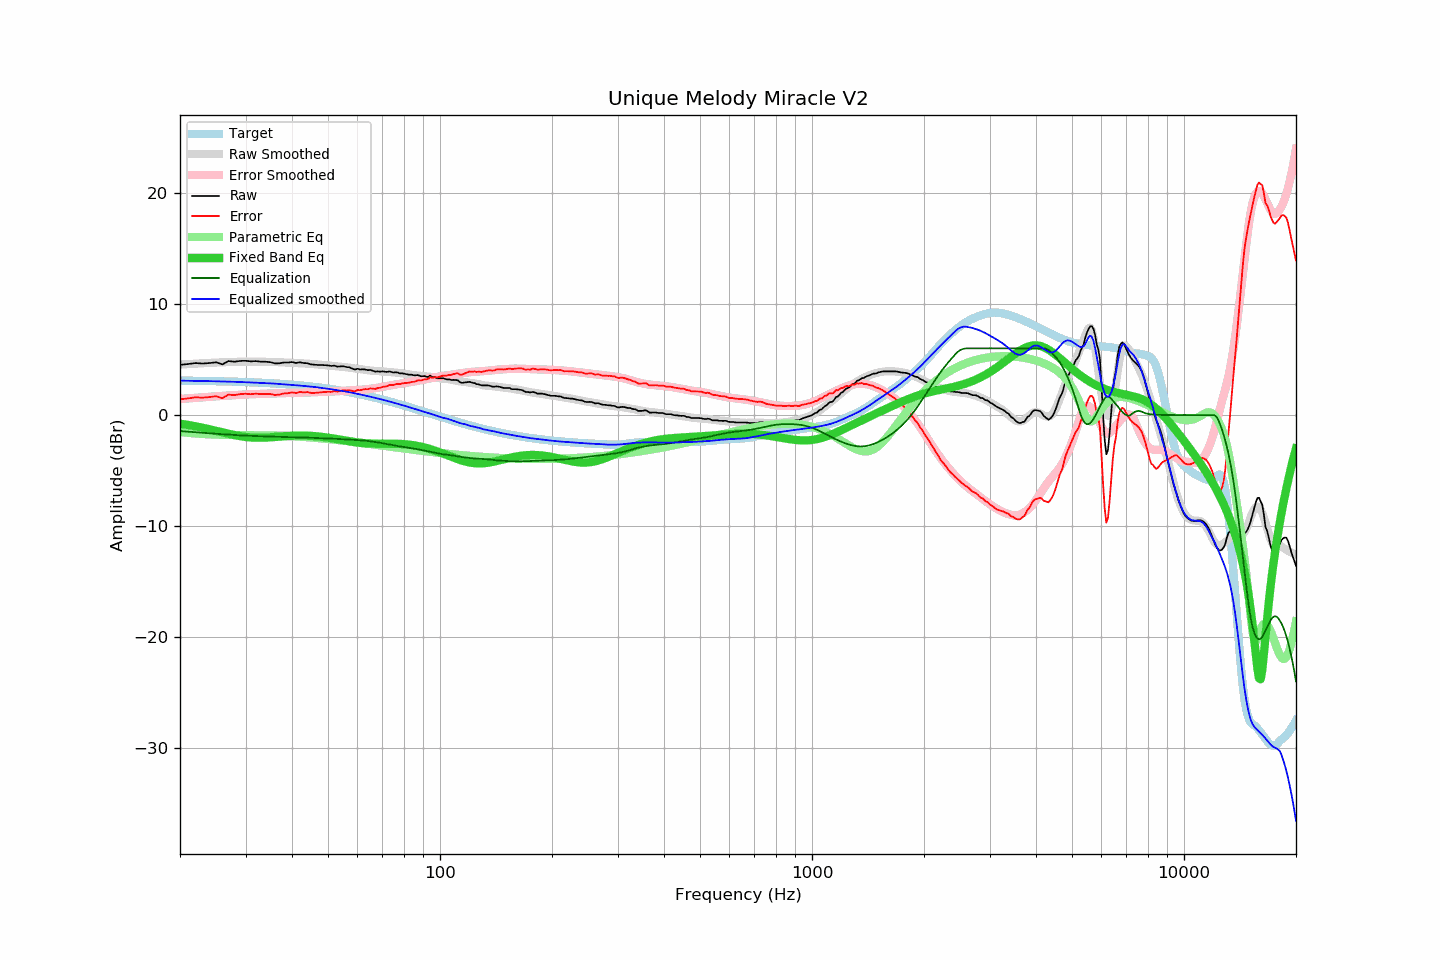 Unique Melody Miracle V2
Target
Raw Smoothed
Error Smoothed
Raw
Error
Parametric Eq
Fixed Band Eq
Equalization
Equalized smoothed
20
10
0
−10
−20
−30
Amplitude (dBr)
100
1000
10000
Frequency (Hz)